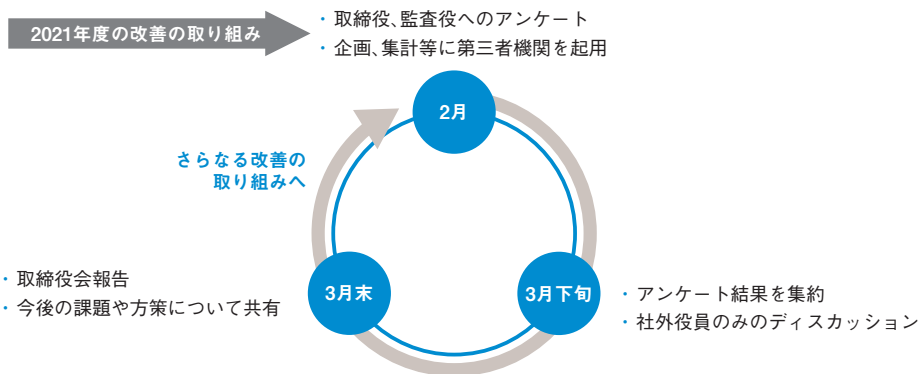 2021年度の改善の取り組み
・取締役、監査役へのアンケート
・企画、集計等に第三者機関を起用
2月
さらなる改善の
取り組みへ
3月下旬
・アンケート結果を集約
・社外役員のみのディスカッション
3月末
・取締役会報告
・今後の課題や方策について共有